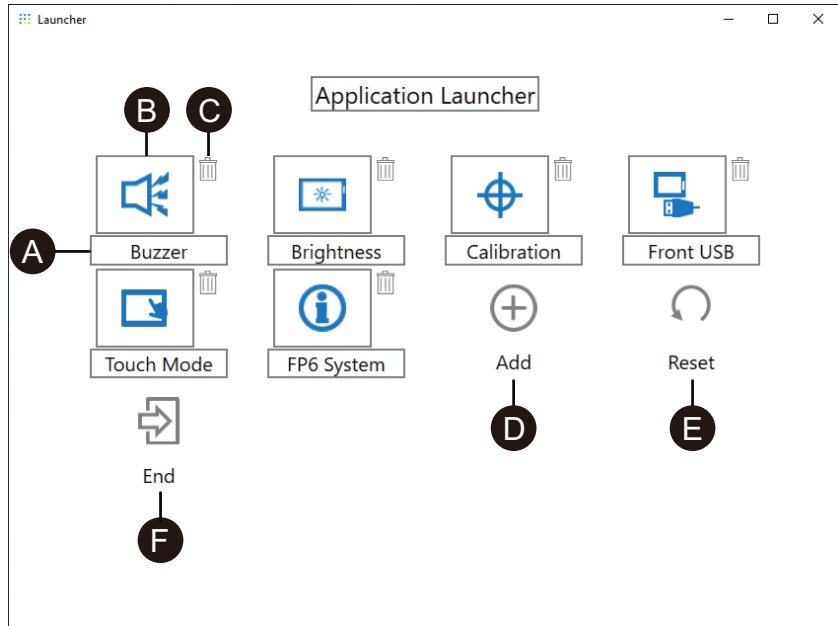 Launcher
Application Launcher
B
C
A
Buzzer
Brightness
Calibration
Front USB
Touch Mode
FP6 System
Add
Reset
D
E
End
F